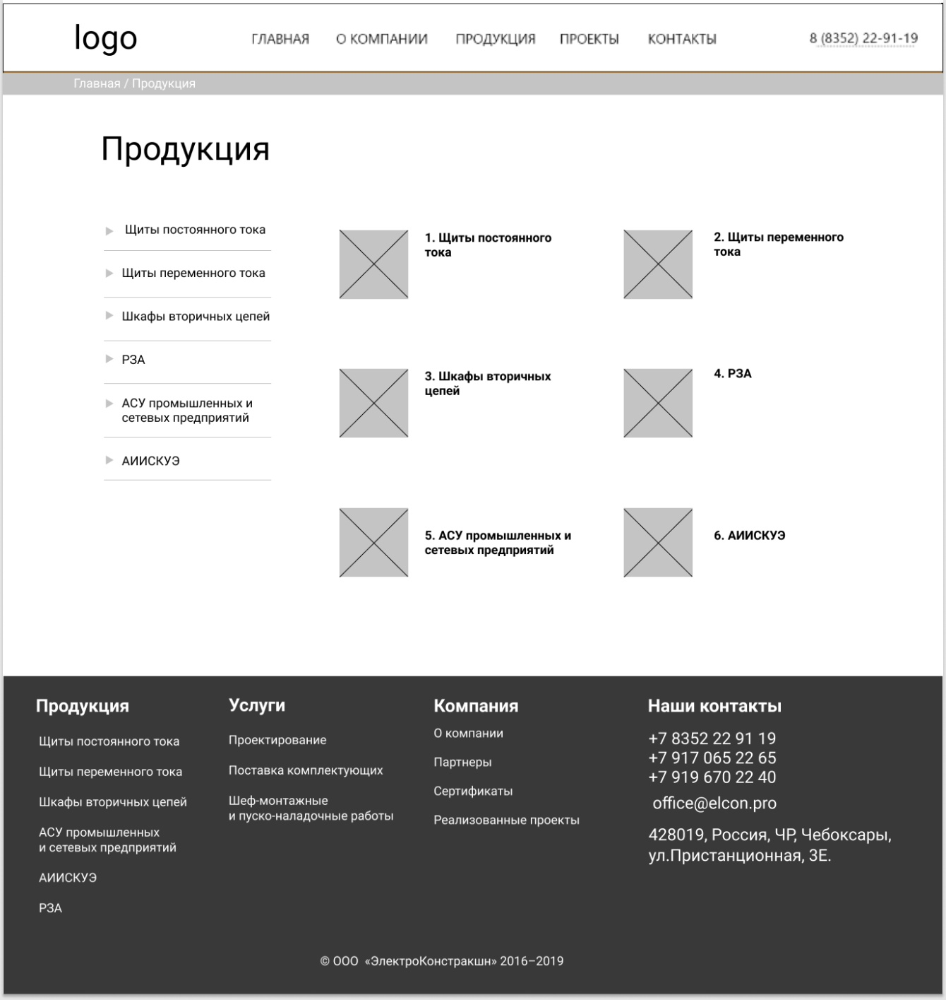 logo
ГЛАВНАЯ
О КОМПАНИИ
ПРОДУКЦИЯ
ПРОЕКТЫ
КОНТАКТЫ
8 (8352) 22-91-19
Главная / Продукция
Продукция
Щиты постоянного тока
Щиты переменного тока
Шкафы вторичных цепей
РЗА
АСУ промышленных и
сетевых предприятий
АИИСКУЭ
1. Щиты постоянного
тока
2. Щиты переменного
тока
3. Шкафы вторичных
цепей
4. РЗА
5. АСУ промышленных и
сетевых предприятий
6. АИИСКУЭ
Продукция
Щиты постоянного тока
Щиты переменного тока
Шкафы вторичных цепей
АСУ промышленных
и сетевых предприятий
АИИСКУЭ
РЗА
Услуги
Проектирование
Поставка комплектующих
Шеф-монтажные
и пуско-наладочные работы
Компания
О компании
Партнеры
Сертификаты
Реализованные проекты
Наши контакты
+7 8352 22 91 19
+7 917 065 22 65
+7 919 670 22 40
office@elcon.pro
428019, Россия, ЧР, Чебоксары,
ул.Пристанционная, 3Е.
© ООО «ЭлектроКонстракшн» 2016–2019